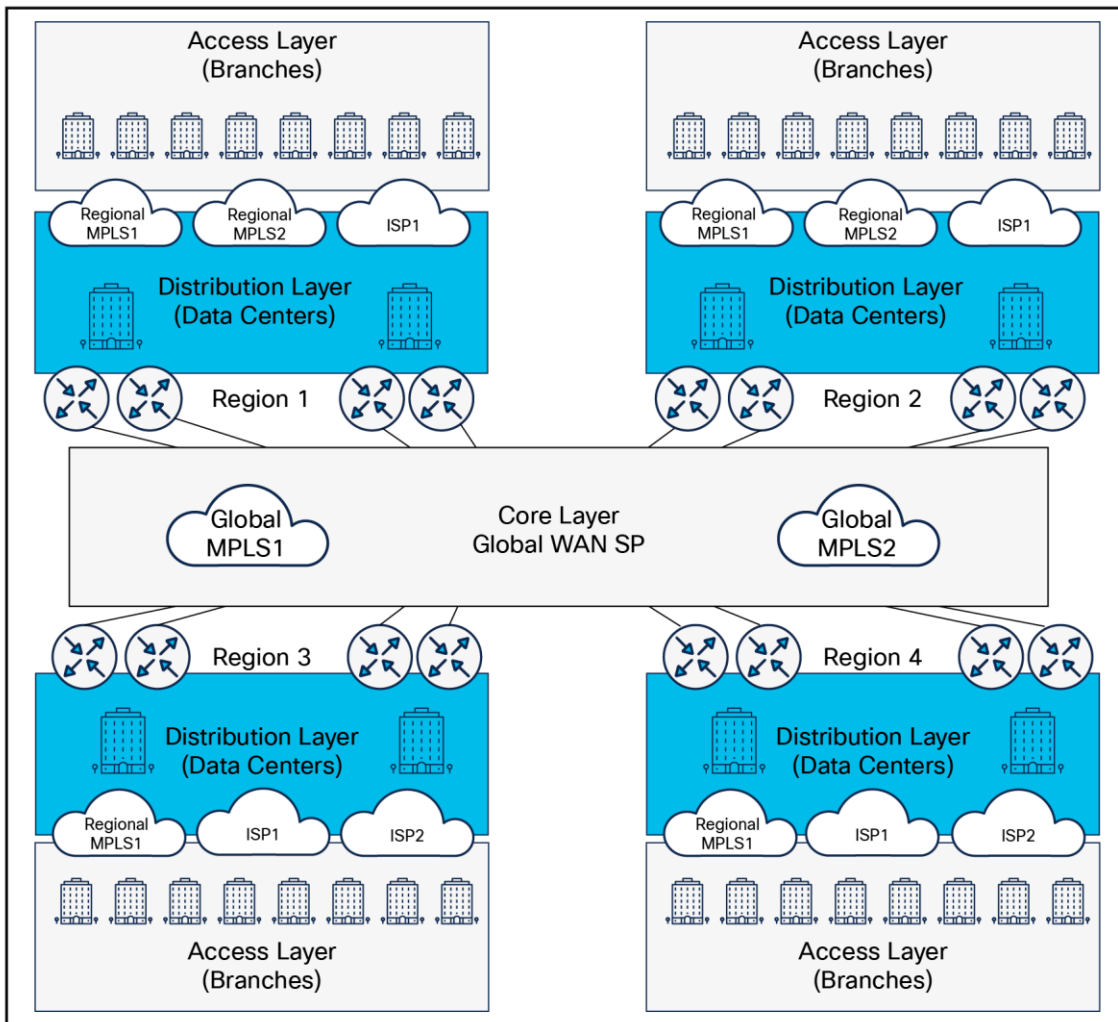 Access Layer
(Branches)
Access Layer
(Branches)
Regional
MPLS1
Regional
MPLS2
ISP1
Regional
MPLS1
Regional
MPLS2
ISP1
Distribution Layer
(Data Centers)
Distribution Layer
(Data Centers)
Region 1
Region 2
Global
MPLS1
Core Layer
Global WAN SP
Global
MPLS2
Region 3
Region 4
Distribution Layer
(Data Centers)
Distribution Layer
(Data Centers)
Regional
MPLS1
ISP1
ISP2
Regional
MPLS1
ISP1
ISP2
Access Layer
(Branches)
Access Layer
(Branches)